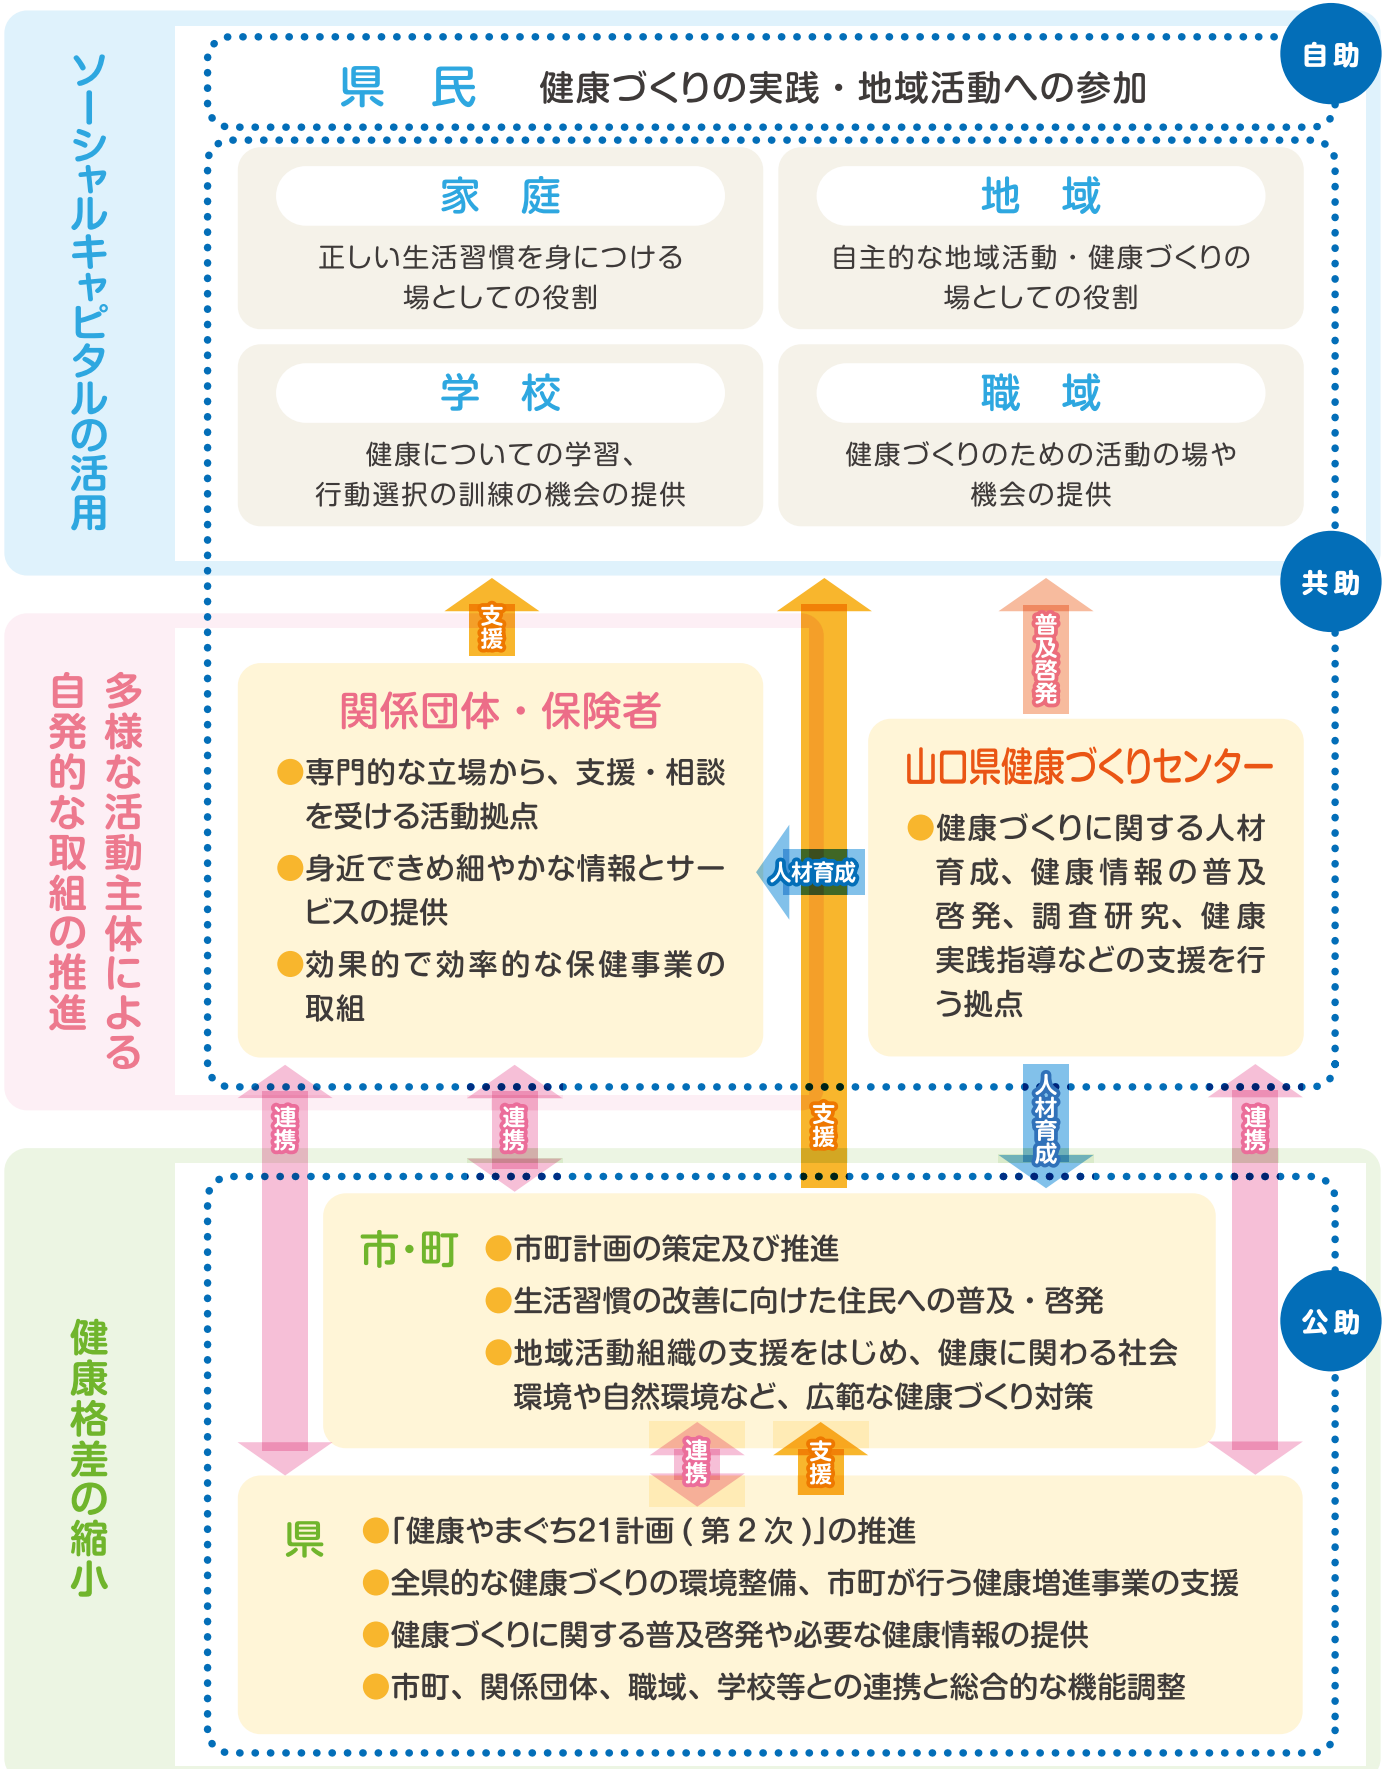 ソーシャルキャピタルの活用
自助
県 民 健康づくりの実践・地域活動への参加
家 庭
正しい生活習慣を身につける
場としての役割
地 域
自主的な地域活動・健康づくりの
場としての役割
学 校
健康についての学習、
行動選択の訓練の機会の提供
職 域
健康づくりのための活動の場や
機会の提供
共助
支援
普及啓発
多様な活動主体による
自発的な取組の推進
関係団体・保険者
●専門的な立場から、支援・相談
を受ける活動拠点
●身近できめ細やかな情報とサー
ビスの提供
●効果的で効率的な保健事業の
取組
人材育成
山口県健康づくりセンター
●健康づくりに関する人材
育成、健康情報の普及
啓発、調査研究、健康
実践指導などの支援を行
う拠点
連携
連携
支援
人材育成
連携
健康格差の縮小
公助
市・町
●市町計画の策定及び推進
●生活習慣の改善に向けた住民への普及・啓発
●地域活動組織の支援をはじめ、健康に関わる社会
環境や自然環境など、広範な健康づくり対策
連携
支援
県
●「健康やまぐち21計画(第2次)」の推進
●全県的な健康づくりの環境整備、市町が行う健康増進事業の支援
●健康づくりに関する普及啓発や必要な健康情報の提供
●市町、関係団体、職域、学校等との連携と総合的な機能調整